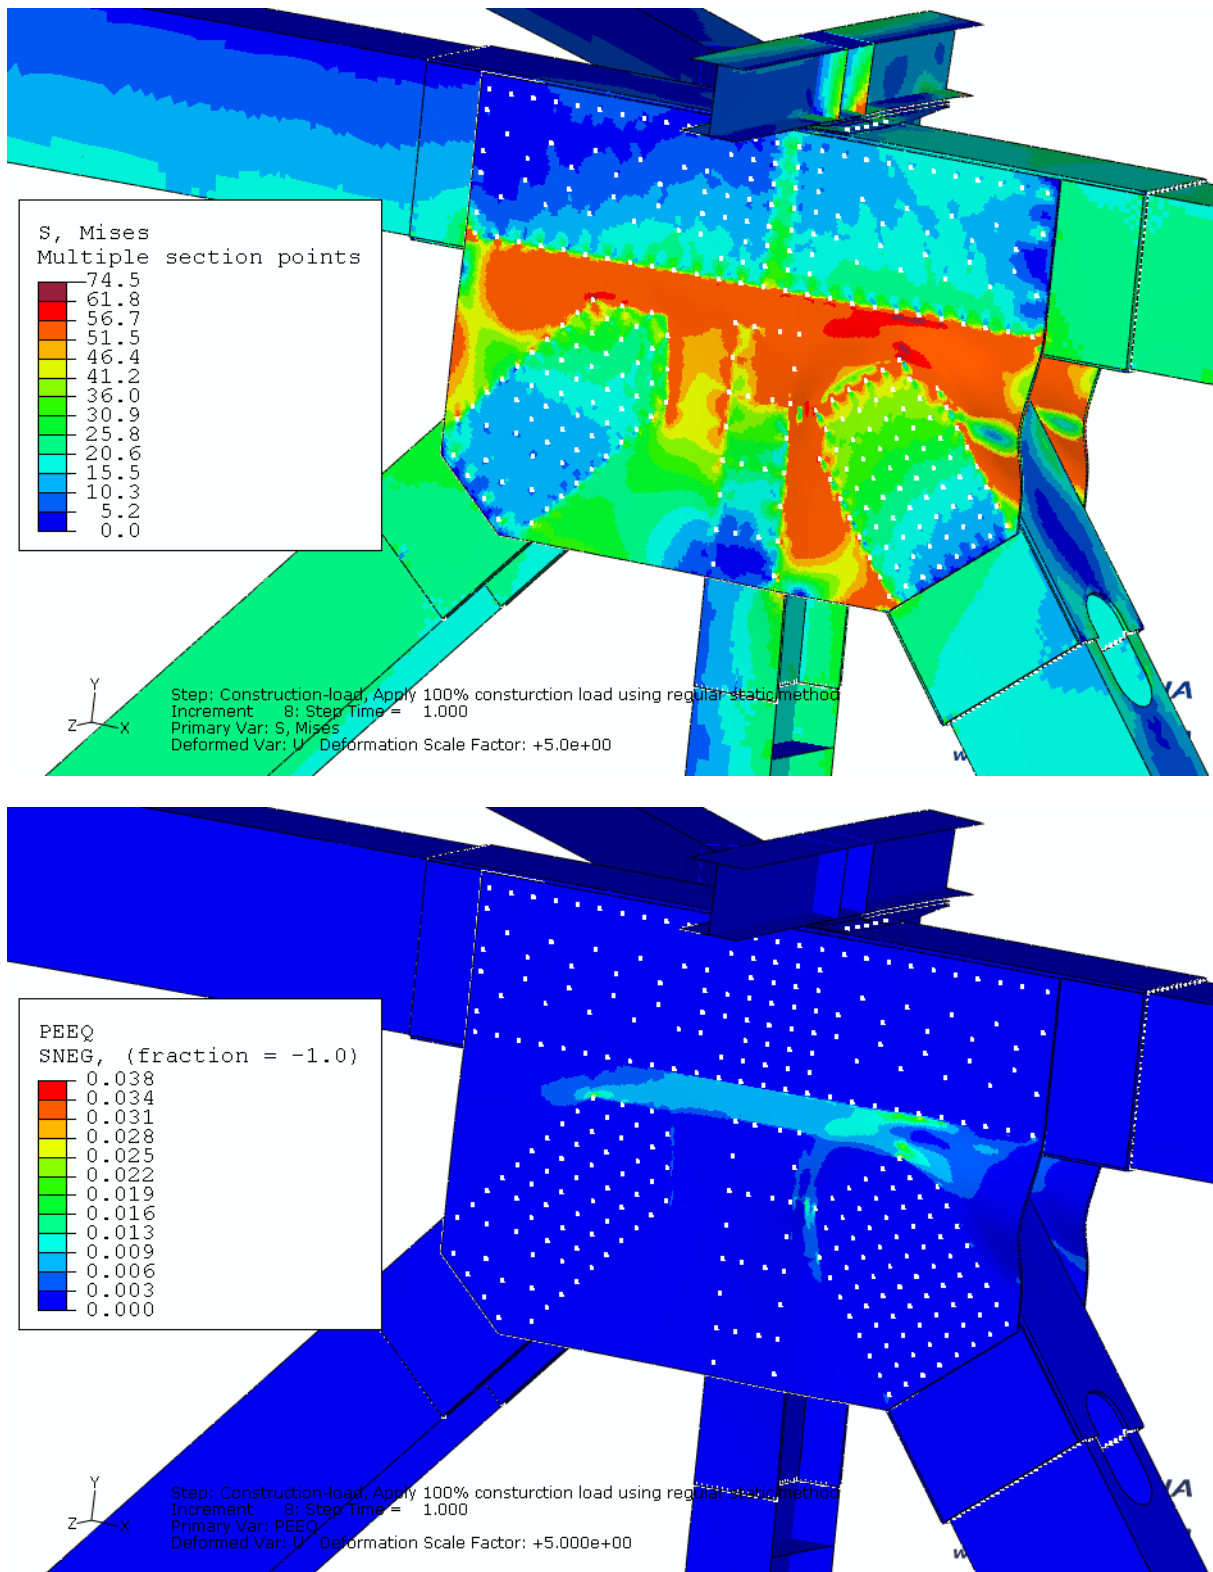 S, Mises
Multiple section points
74.5
61.8
56.7
51.5
46.4
41.2
36.0
30.9
25.8
20.6
15.5
10.3
5.2
0.0
Y
Z
X
Step: Construction-load, Apply 100% consturction load using regular static method
Increment 8: Step Time = 1.000
Primary Var: S, Mises
Deformed Var: U Deformation Scale Factor: +5.0e+00
PEEQ
SNEG, (fraction = -1.0)
0.038
0.034
0.031
0.028
0.025
0.022
0.019
0.016
0.013
0.009
0.006
0.003
0.000
Y
Z
X
Step: Construction-load, Apply 100% consturction load using regular static method
Increment 8: Step Time = 1.000
Primary Var: PEEQ
Deformed Var: U Deformation Scale Factor: +5.000e+00